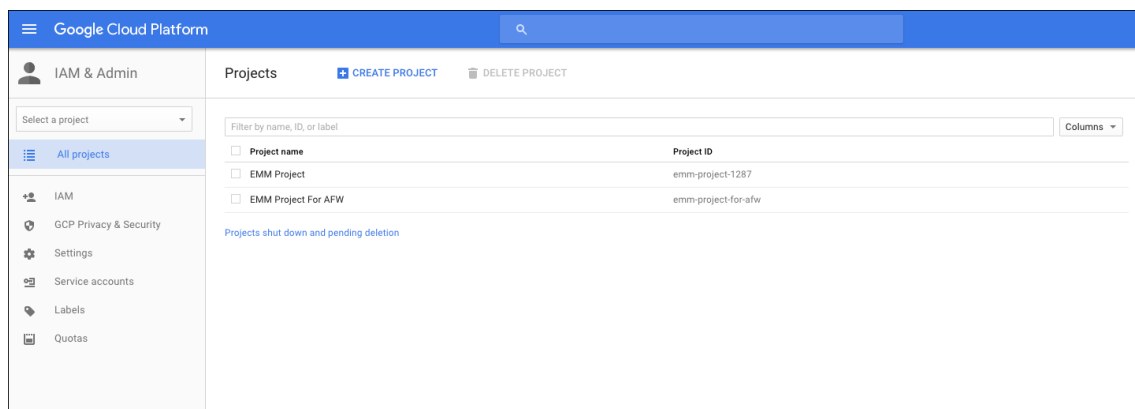 Google Cloud Platform
IAM & Admin
Projects CREATE PROJECT DELETE PROJECT
Select a project
Filter by name, ID, or label Columns
All projects
Project name Project ID
EMM Project emm-project-1287
IAM
EMM Project For AFW emm-project-for-afw
GCP Privacy & Security
Projects shut down and pending deletion
Settings
Service accounts
Labels
Quotas